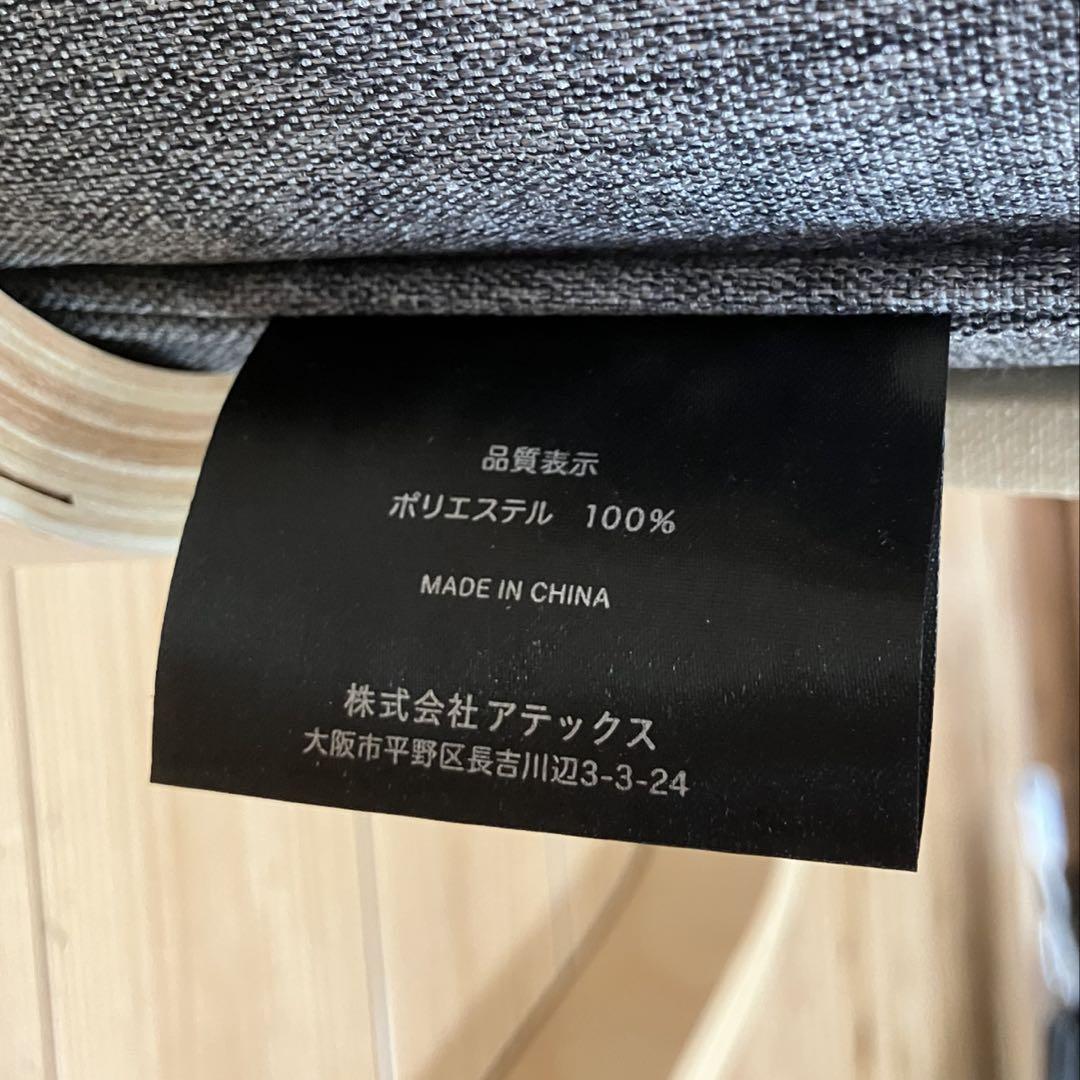 品質表示
ポリエステル 100%
MADE IN CHINA
株式会社 アテックス
大阪市平野区長吉川辺3-3-24